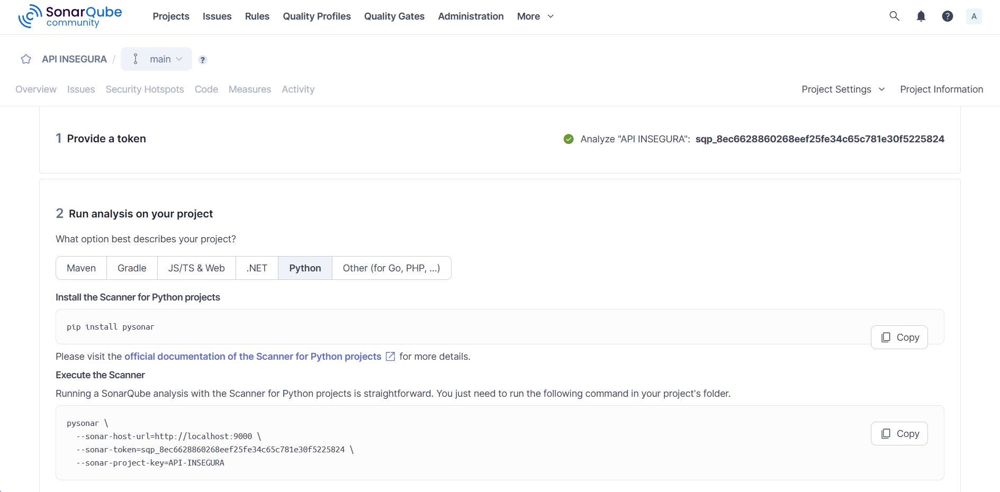 SonarQube community
Projects Issues Rules Quality Profiles Quality Gates Administration More
? A
API INSEGURA / main ?
Overview Issues Security Hotspots Code Measures Activity Project Settings Project Information
1 Provide a token Analyze "API INSEGURA": sqp_8ec6628860268eef25fe34c65c781e30f5225824
2 Run analysis on your project
What option best describes your project?
Maven Gradle JS/TS & Web .NET Python Other (for Go, PHP, ...)
Install the Scanner for Python projects
pip install pysonar
Copy
Please visit the official documentation of the Scanner for Python projects for more details.
Execute the Scanner
Running a SonarQube analysis with the Scanner for Python projects is straightforward. You just need to run the following command in your project's folder.
pysonar \
Copy
--sonar-host-url=http://localhost:9000 \
--sonar-token=sqp_8ec6628860268eef25fe34c65c781e30f5225824 \
--sonar-project-key=API-INSEGURA